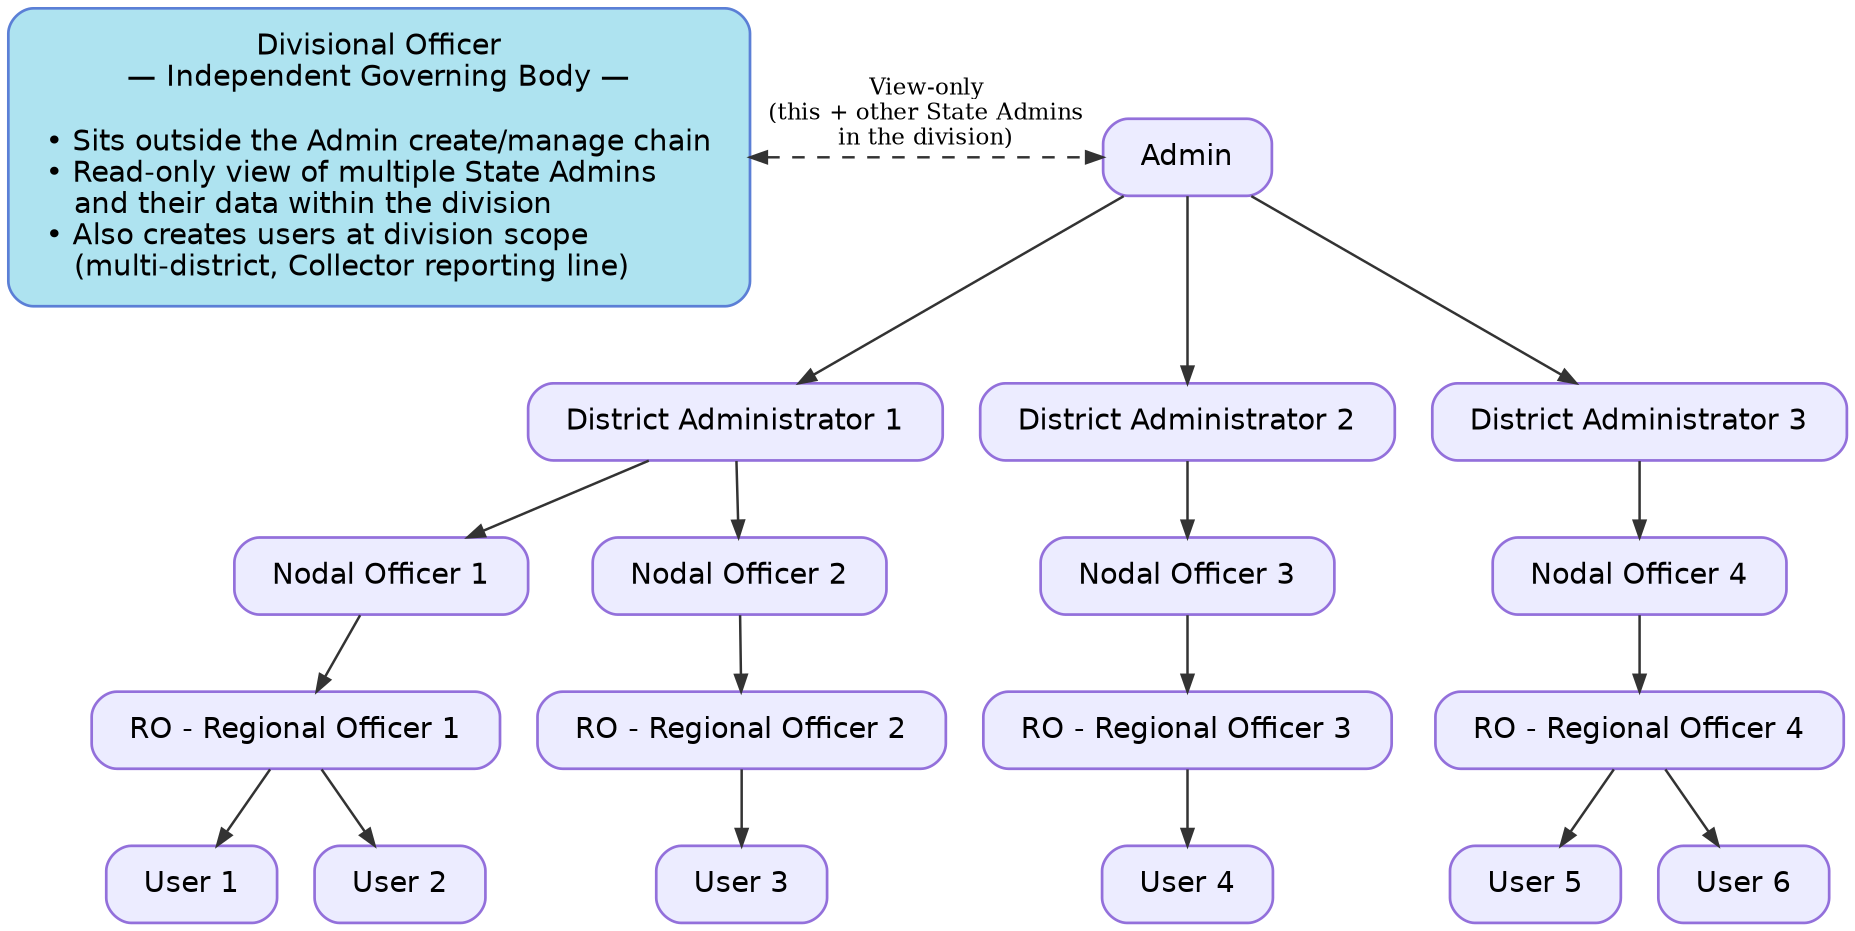 Divisional Officer
— Independent Governing Body —
• Sits outside the Admin create/manage chain
• Read-only view of multiple State Admins
and their data within the division
• Also creates users at division scope
(multi-district, Collector reporting line)
View-only
(this + other State Admins
in the division)
Admin
District Administrator 1
District Administrator 2
District Administrator 3
Nodal Officer 1
Nodal Officer 2
Nodal Officer 3
Nodal Officer 4
RO - Regional Officer 1
RO - Regional Officer 2
RO - Regional Officer 3
RO - Regional Officer 4
User 1
User 2
User 3
User 4
User 5
User 6